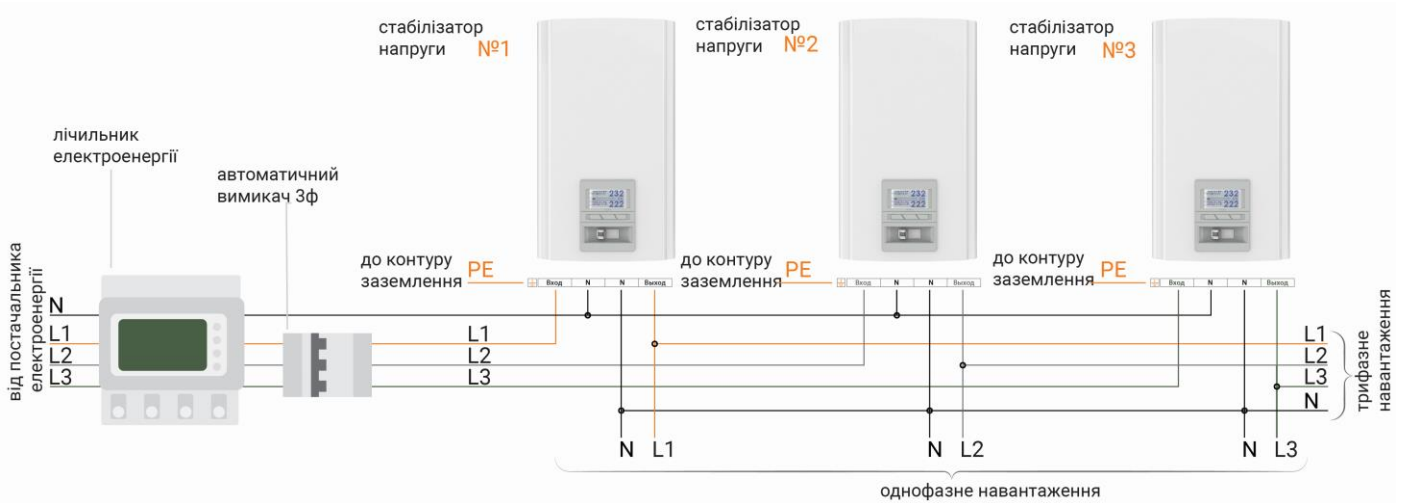 стабілізатор
напруги №1
стабілізатор
напруги №2
стабілізатор
напруги №3
лічильник
електроенергії
автоматичний
вимикач 3ф
232
222
232
222
232
222
до контуру
заземлення PE
до контуру
заземлення PE
до контуру
заземлення PE
Вход N N Выход
Вход N N Выход
Вход N N Выход
від постачальника
електроенергії
N
L1
L2
L3
L1
L2
L3
L1
L2
L3
N
трифазне
навантаження
N L1
N L2
N L3
однофазне навантаження